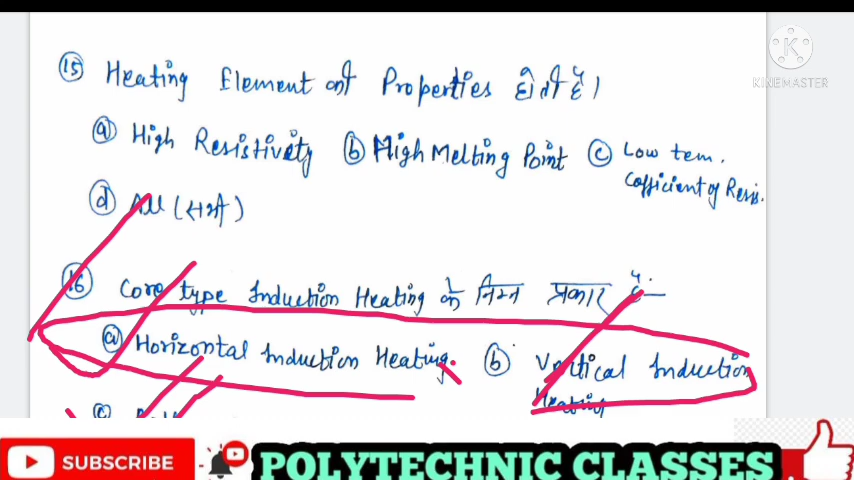 KINEMASTER
15 Heating Element की Properties होती हैं।
a High Resistivity b High Melting Point c Low tem. Cofficient of Resis.
d All (सभी)
16 Core type Induction Heating के निम्न प्रकार हैं-
a Horizontal Induction Heating. b Vertical Induction Heating
c
SUBSCRIBE POLYTECHNIC CLASSES.